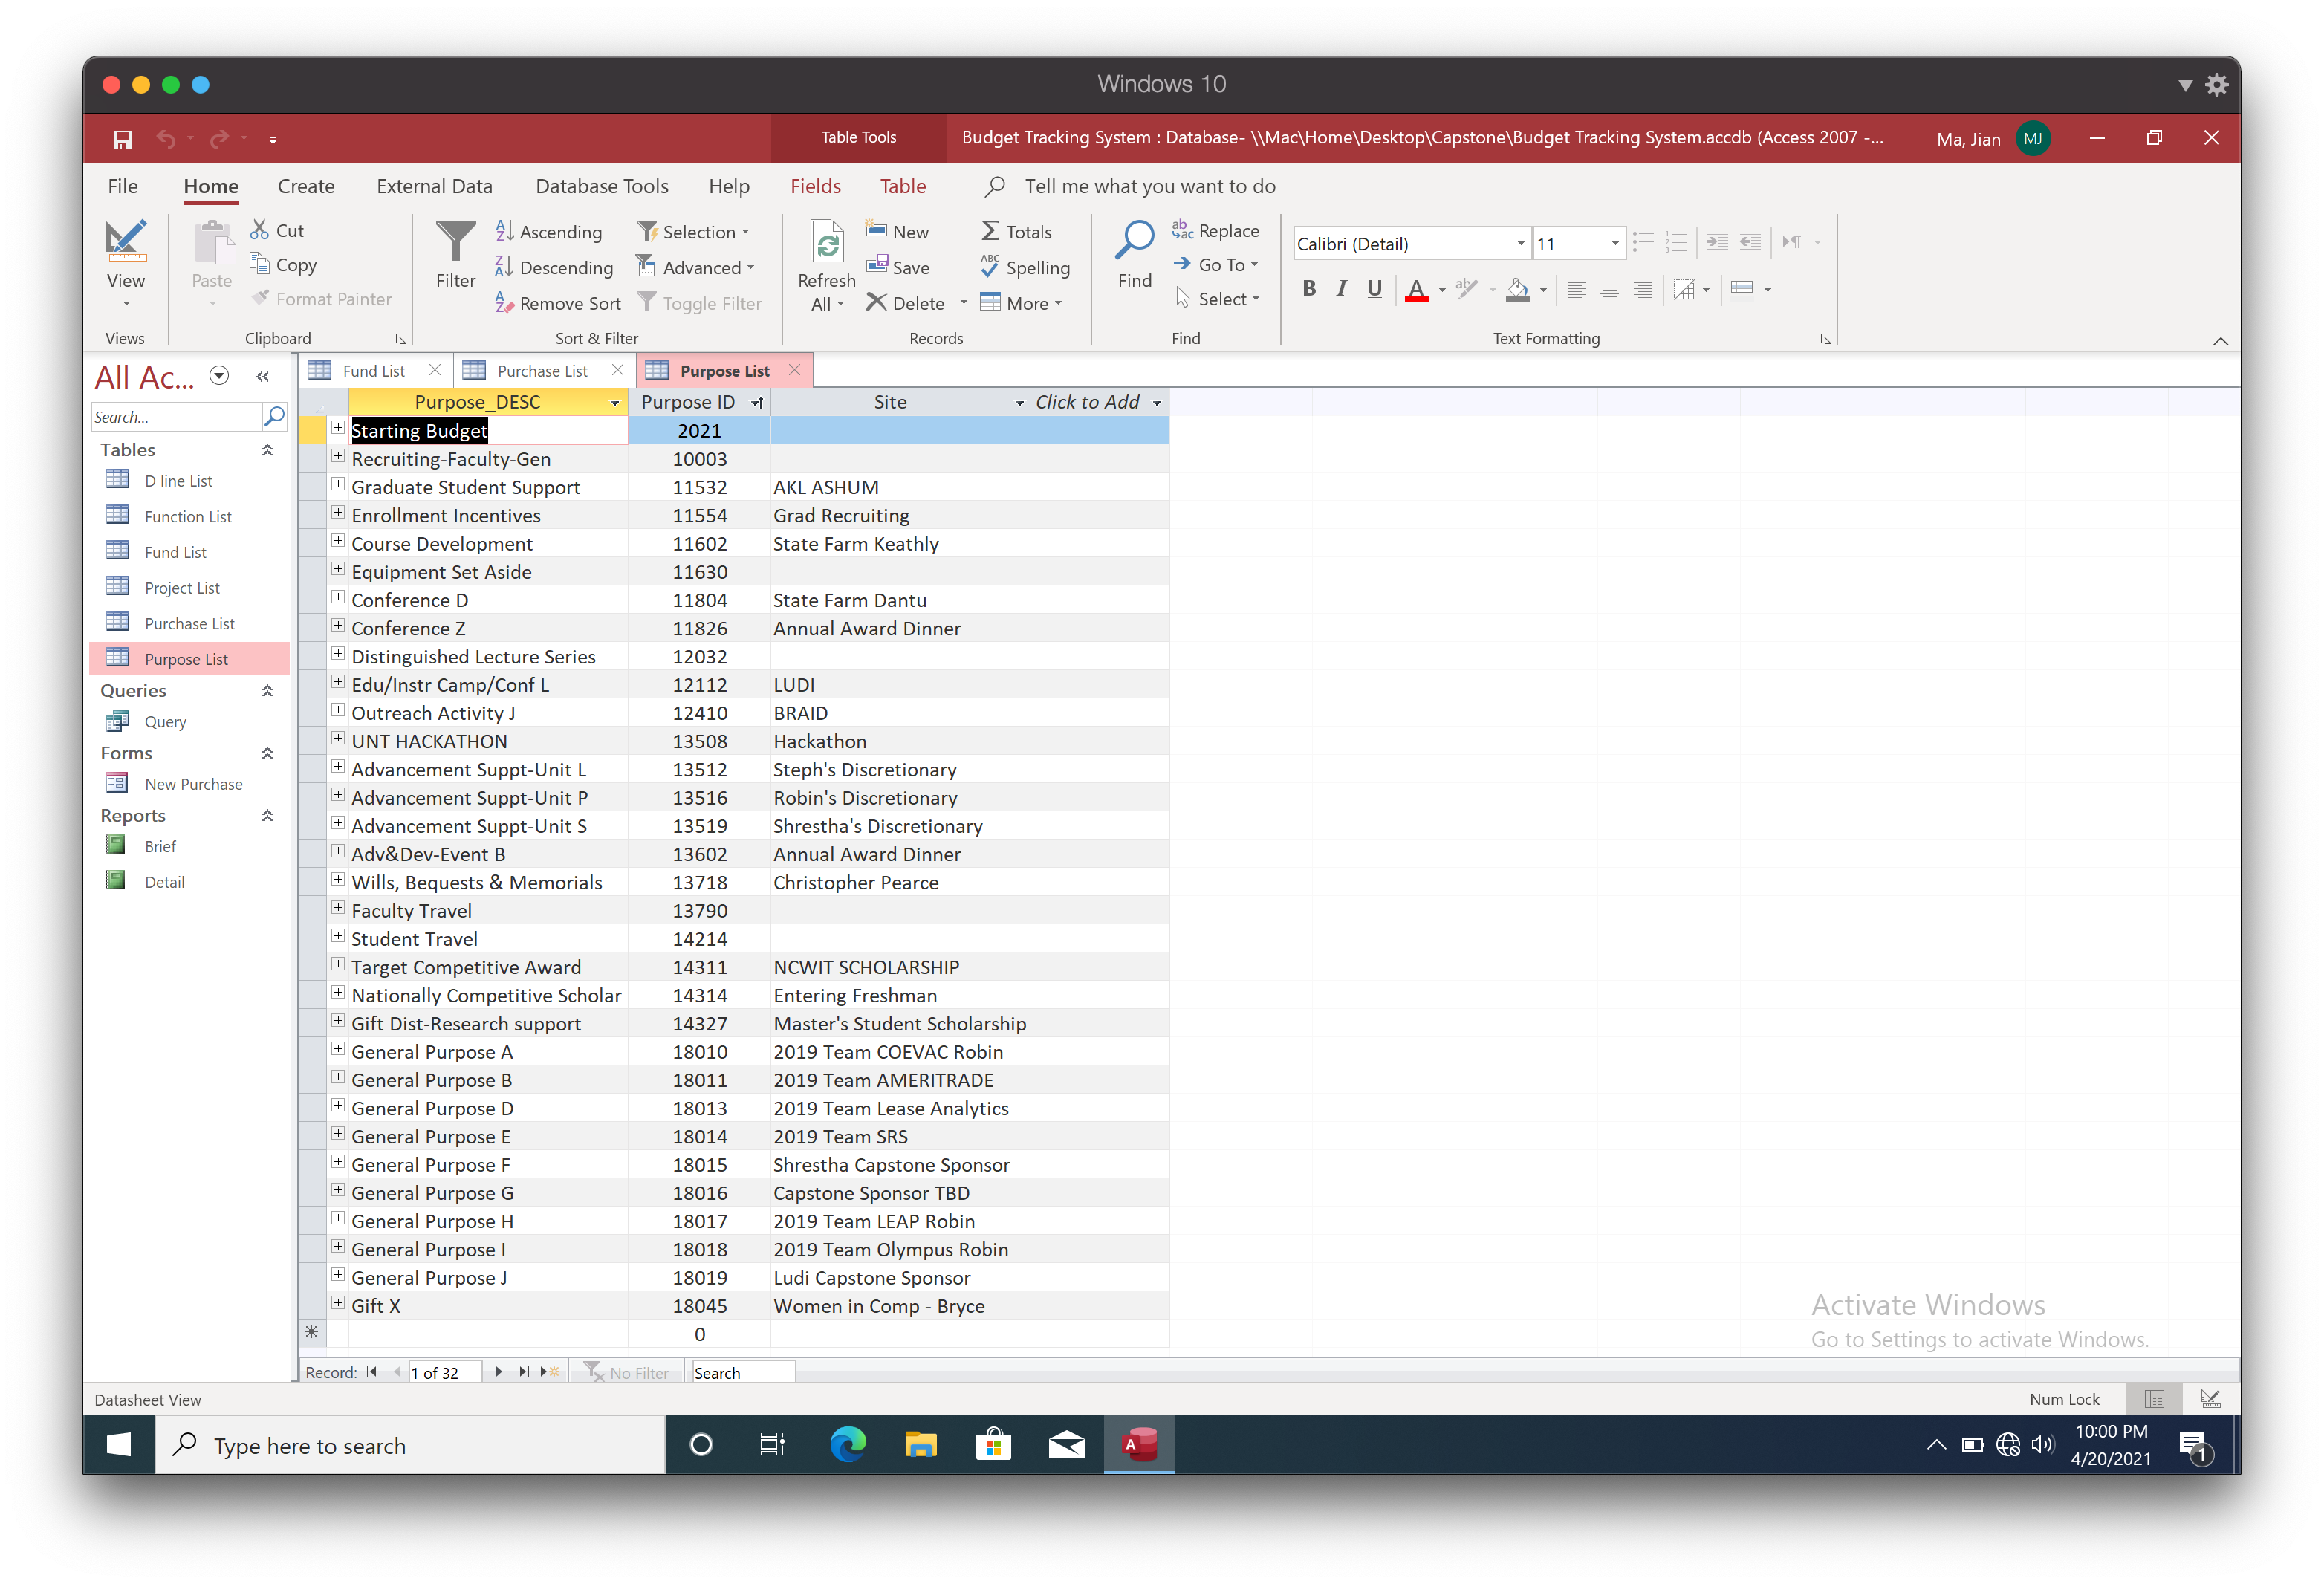 Windows 10
Table Tools
Budget Tracking System : Database- \\Mac\Home\Desktop\Capstone\Budget Tracking System.accdb (Access 2007 -...
Ma, Jian MJ
File Home Create External Data Database Tools Help Fields Table Tell me what you want to do
View
Views
Paste
Cut
Copy
Format Painter
Clipboard
Filter
Ascending
Descending
Remove Sort
Selection
Advanced
Toggle Filter
Sort & Filter
Refresh
All
New
Save
Delete
Totals
Spelling
More
Records
Find
Replace
Go To
Select
Find
Calibri (Detail) 11
B I U A
Text Formatting
All Ac...
Search...
Tables
D line List
Function List
Fund List
Project List
Purchase List
Purpose List
Queries
Query
Forms
New Purchase
Reports
Brief
Detail
Fund List Purchase List Purpose List
Purpose_DESC Purpose ID Site Click to Add
Starting Budget 2021
Recruiting-Faculty-Gen 10003
Graduate Student Support 11532 AKL ASHUM
Enrollment Incentives 11554 Grad Recruiting
Course Development 11602 State Farm Keathly
Equipment Set Aside 11630
Conference D 11804 State Farm Dantu
Conference Z 11826 Annual Award Dinner
Distinguished Lecture Series 12032
Edu/Instr Camp/Conf L 12112 LUDI
Outreach Activity J 12410 BRAID
UNT HACKATHON 13508 Hackathon
Advancement Suppt-Unit L 13512 Steph's Discretionary
Advancement Suppt-Unit P 13516 Robin's Discretionary
Advancement Suppt-Unit S 13519 Shrestha's Discretionary
Adv&Dev-Event B 13602 Annual Award Dinner
Wills, Bequests & Memorials 13718 Christopher Pearce
Faculty Travel 13790
Student Travel 14214
Target Competitive Award 14311 NCWIT SCHOLARSHIP
Nationally Competitive Scholar 14314 Entering Freshman
Gift Dist-Research support 14327 Master's Student Scholarship
General Purpose A 18010 2019 Team COEVAC Robin
General Purpose B 18011 2019 Team AMERITRADE
General Purpose D 18013 2019 Team Lease Analytics
General Purpose E 18014 2019 Team SRS
General Purpose F 18015 Shrestha Capstone Sponsor
General Purpose G 18016 Capstone Sponsor TBD
General Purpose H 18017 2019 Team LEAP Robin
General Purpose I 18018 2019 Team Olympus Robin
General Purpose J 18019 Ludi Capstone Sponsor
Gift X 18045 Women in Comp - Bryce
0
Activate Windows
Go to Settings to activate Windows.
Record: 1 of 32 No Filter Search
Datasheet View Num Lock
Type here to search
10:00 PM
4/20/2021
1